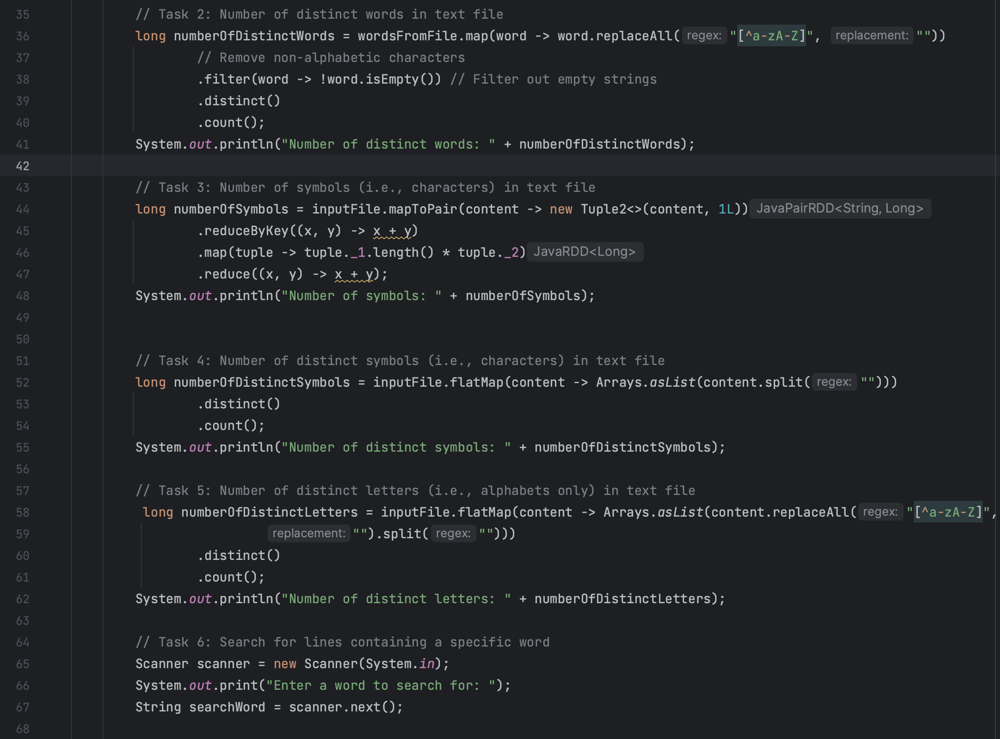 35 // Task 2: Number of distinct words in text file
36 long numberOfDistinctWords = wordsFromFile.map(word -> word.replaceAll( regex: "[^a-zA-Z]", replacement: ""))
37 // Remove non-alphabetic characters
38 .filter(word -> !word.isEmpty()) // Filter out empty strings
39 .distinct()
40 .count();
41 System.out.println("Number of distinct words: " + numberOfDistinctWords);
42
43 // Task 3: Number of symbols (i.e., characters) in text file
44 long numberOfSymbols = inputFile.mapToPair(content -> new Tuple2<>(content, 1L)) JavaPairRDD<String, Long>
45 .reduceByKey((x, y) -> x + y)
46 .map(tuple -> tuple._1.length() * tuple._2) JavaRDD<Long>
47 .reduce((x, y) -> x + y);
48 System.out.println("Number of symbols: " + numberOfSymbols);
49
50
51 // Task 4: Number of distinct symbols (i.e., characters) in text file
52 long numberOfDistinctSymbols = inputFile.flatMap(content -> Arrays.asList(content.split( regex: "")))
53 .distinct()
54 .count();
55 System.out.println("Number of distinct symbols: " + numberOfDistinctSymbols);
56
57 // Task 5: Number of distinct letters (i.e., alphabets only) in text file
58 long numberOfDistinctLetters = inputFile.flatMap(content -> Arrays.asList(content.replaceAll( regex: "[^a-zA-Z]",
59 replacement: "").split( regex: "")))
60 .distinct()
61 .count();
62 System.out.println("Number of distinct letters: " + numberOfDistinctLetters);
63
64 // Task 6: Search for lines containing a specific word
65 Scanner scanner = new Scanner(System.in);
66 System.out.print("Enter a word to search for: ");
67 String searchWord = scanner.next();
68